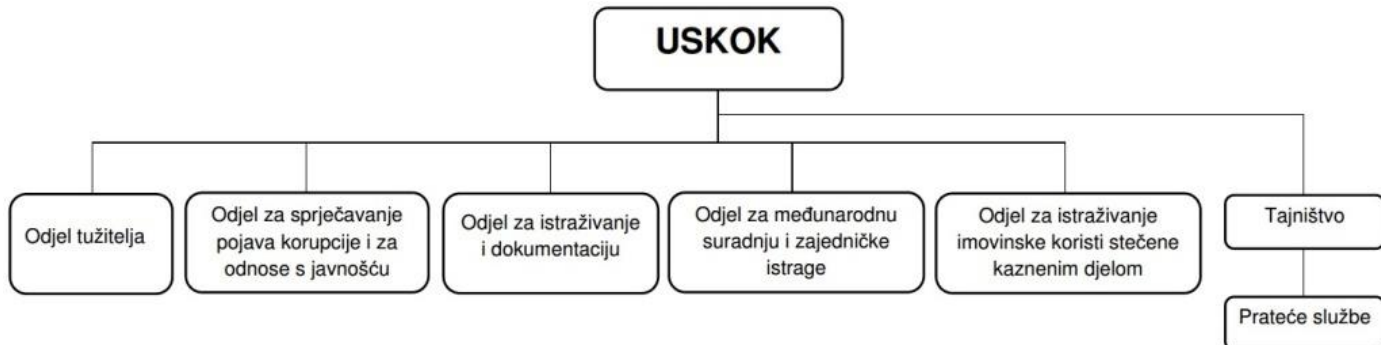 USKOK
Odjel tužitelja
Odjel za sprječavanje
pojava korupcije i za
odnose s javnošću
Odjel za istraživanje
i dokumentaciju
Odjel za međunarodnu
suradnju i zajedničke
istrage
Odjel za istraživanje
imovinske koristi stečene
kaznenim djelom
Tajništvo
Prateće službe